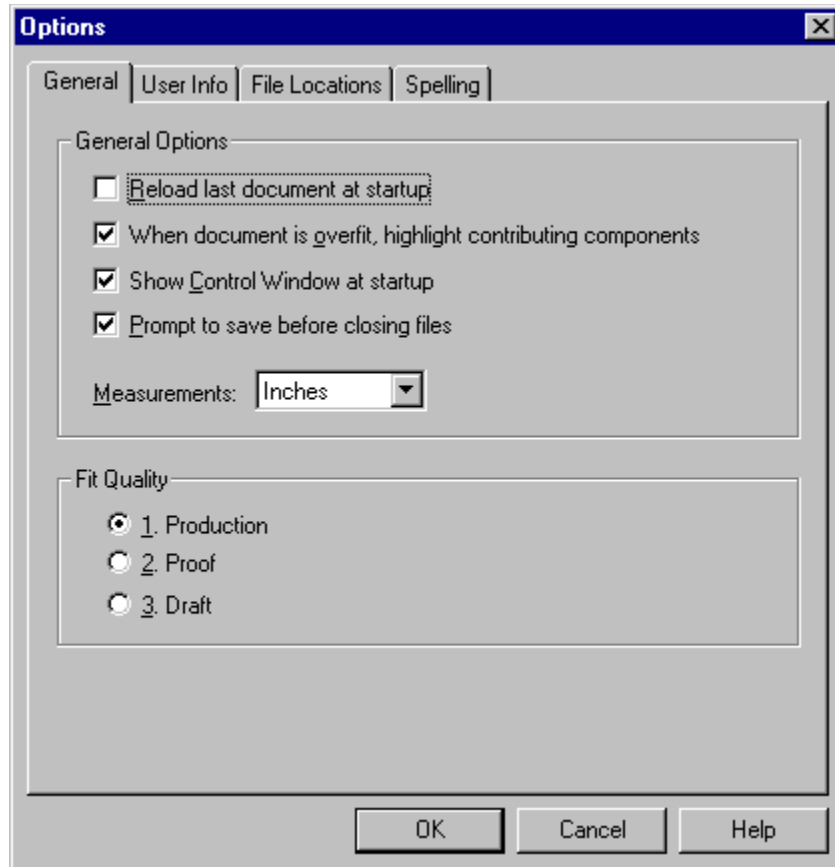 Options
General User Info File Locations Spelling
General Options
Reload last document at startup
When document is overfit, highlight contributing components
Show Control Window at startup
Prompt to save before closing files
Measurements: Inches
Fit Quality
1. Production
2. Proof
3. Draft
OK Cancel Help